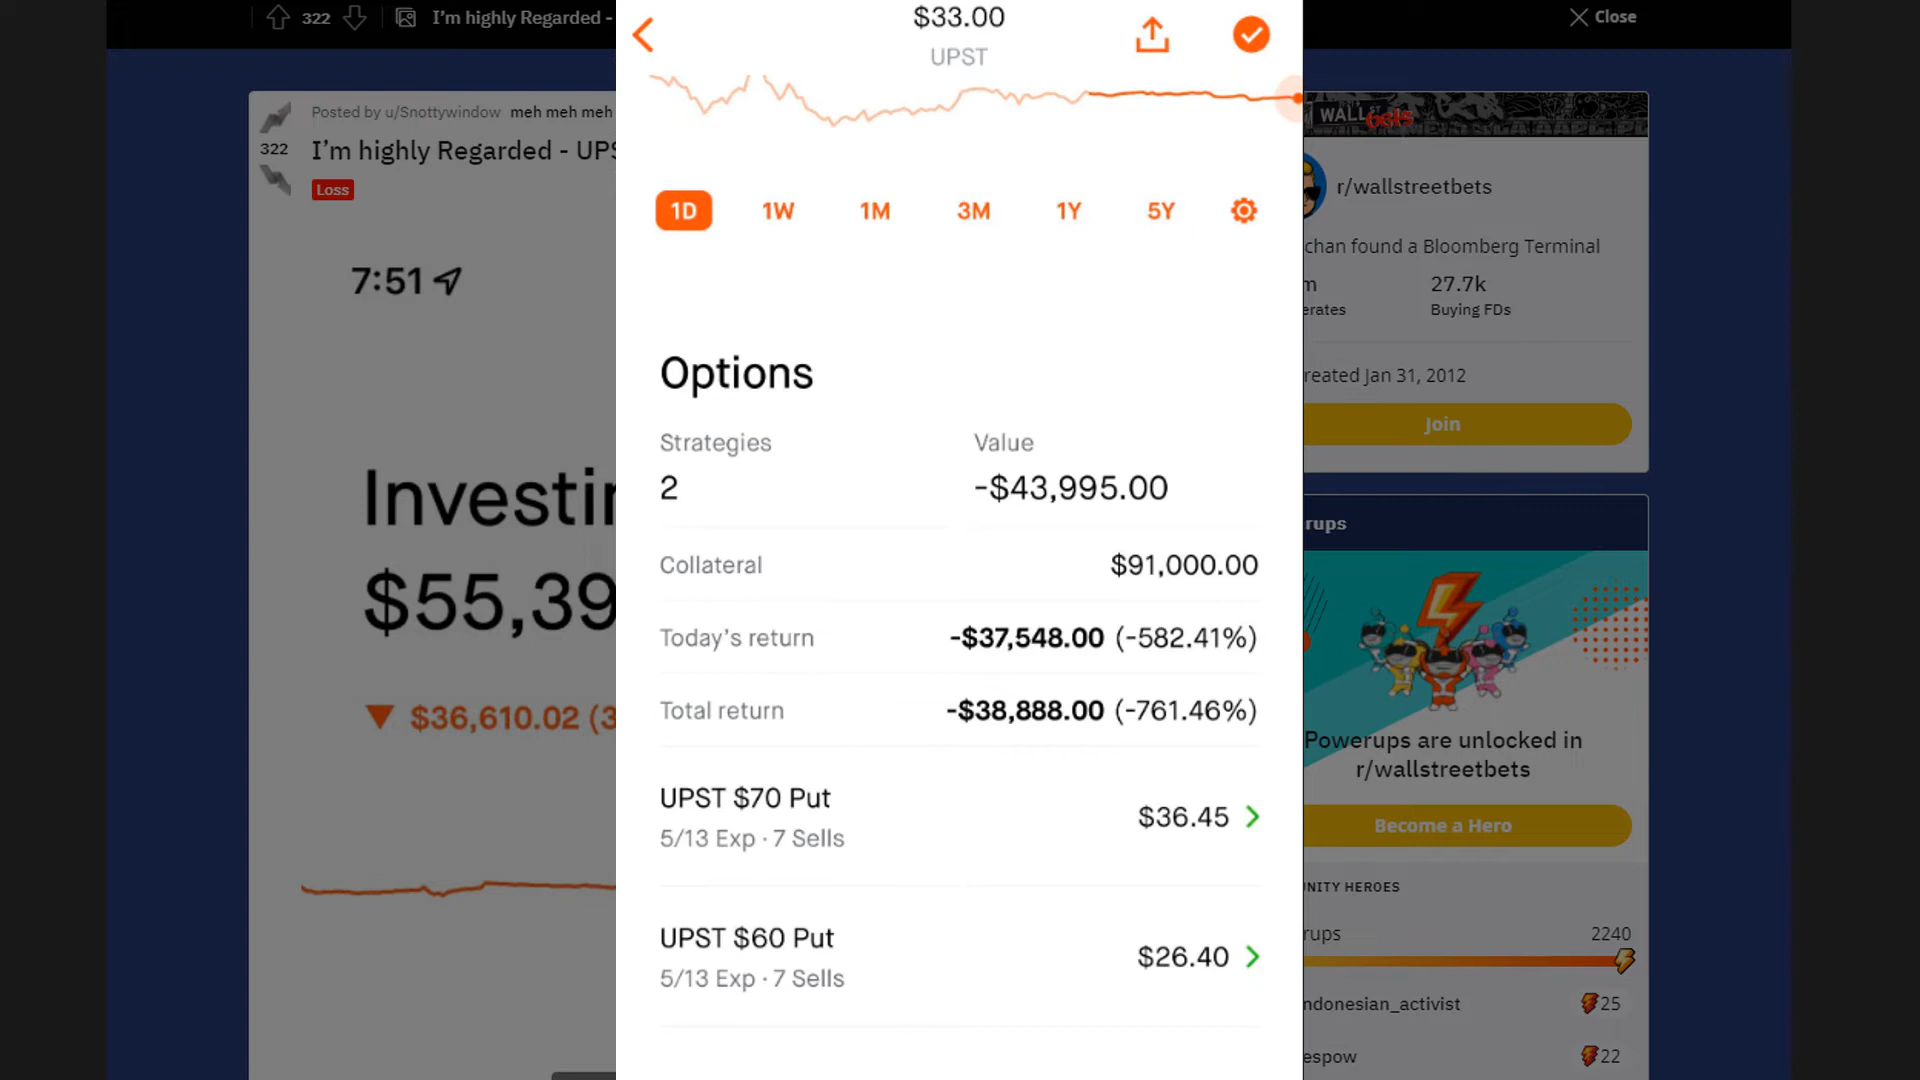 322
I'm highly Regarded -
Close
Posted by u/Snottywindow meh meh meh
322
I'm highly Regarded - UPS
Loss
7:51
Investin
$55,39
$36,610.02 (3
$33.00
UPST
1D 1W 1M 3M 1Y 5Y
Options
Strategies Value
2 -$43,995.00
Collateral $91,000.00
Today's return -$37,548.00 (-582.41%)
Total return -$38,888.00 (-761.46%)
UPST $70 Put
5/13 Exp · 7 Sells
$36.45
UPST $60 Put
5/13 Exp · 7 Sells
$26.40
WALL ST
bets
r/wallstreetbets
chan found a Bloomberg Terminal
m 27.7k
erates Buying FDs
reated Jan 31, 2012
Join
rups
Powerups are unlocked in
r/wallstreetbets
Become a Hero
NITY HEROES
rups 2240
ndonesian_activist 25
espow 22